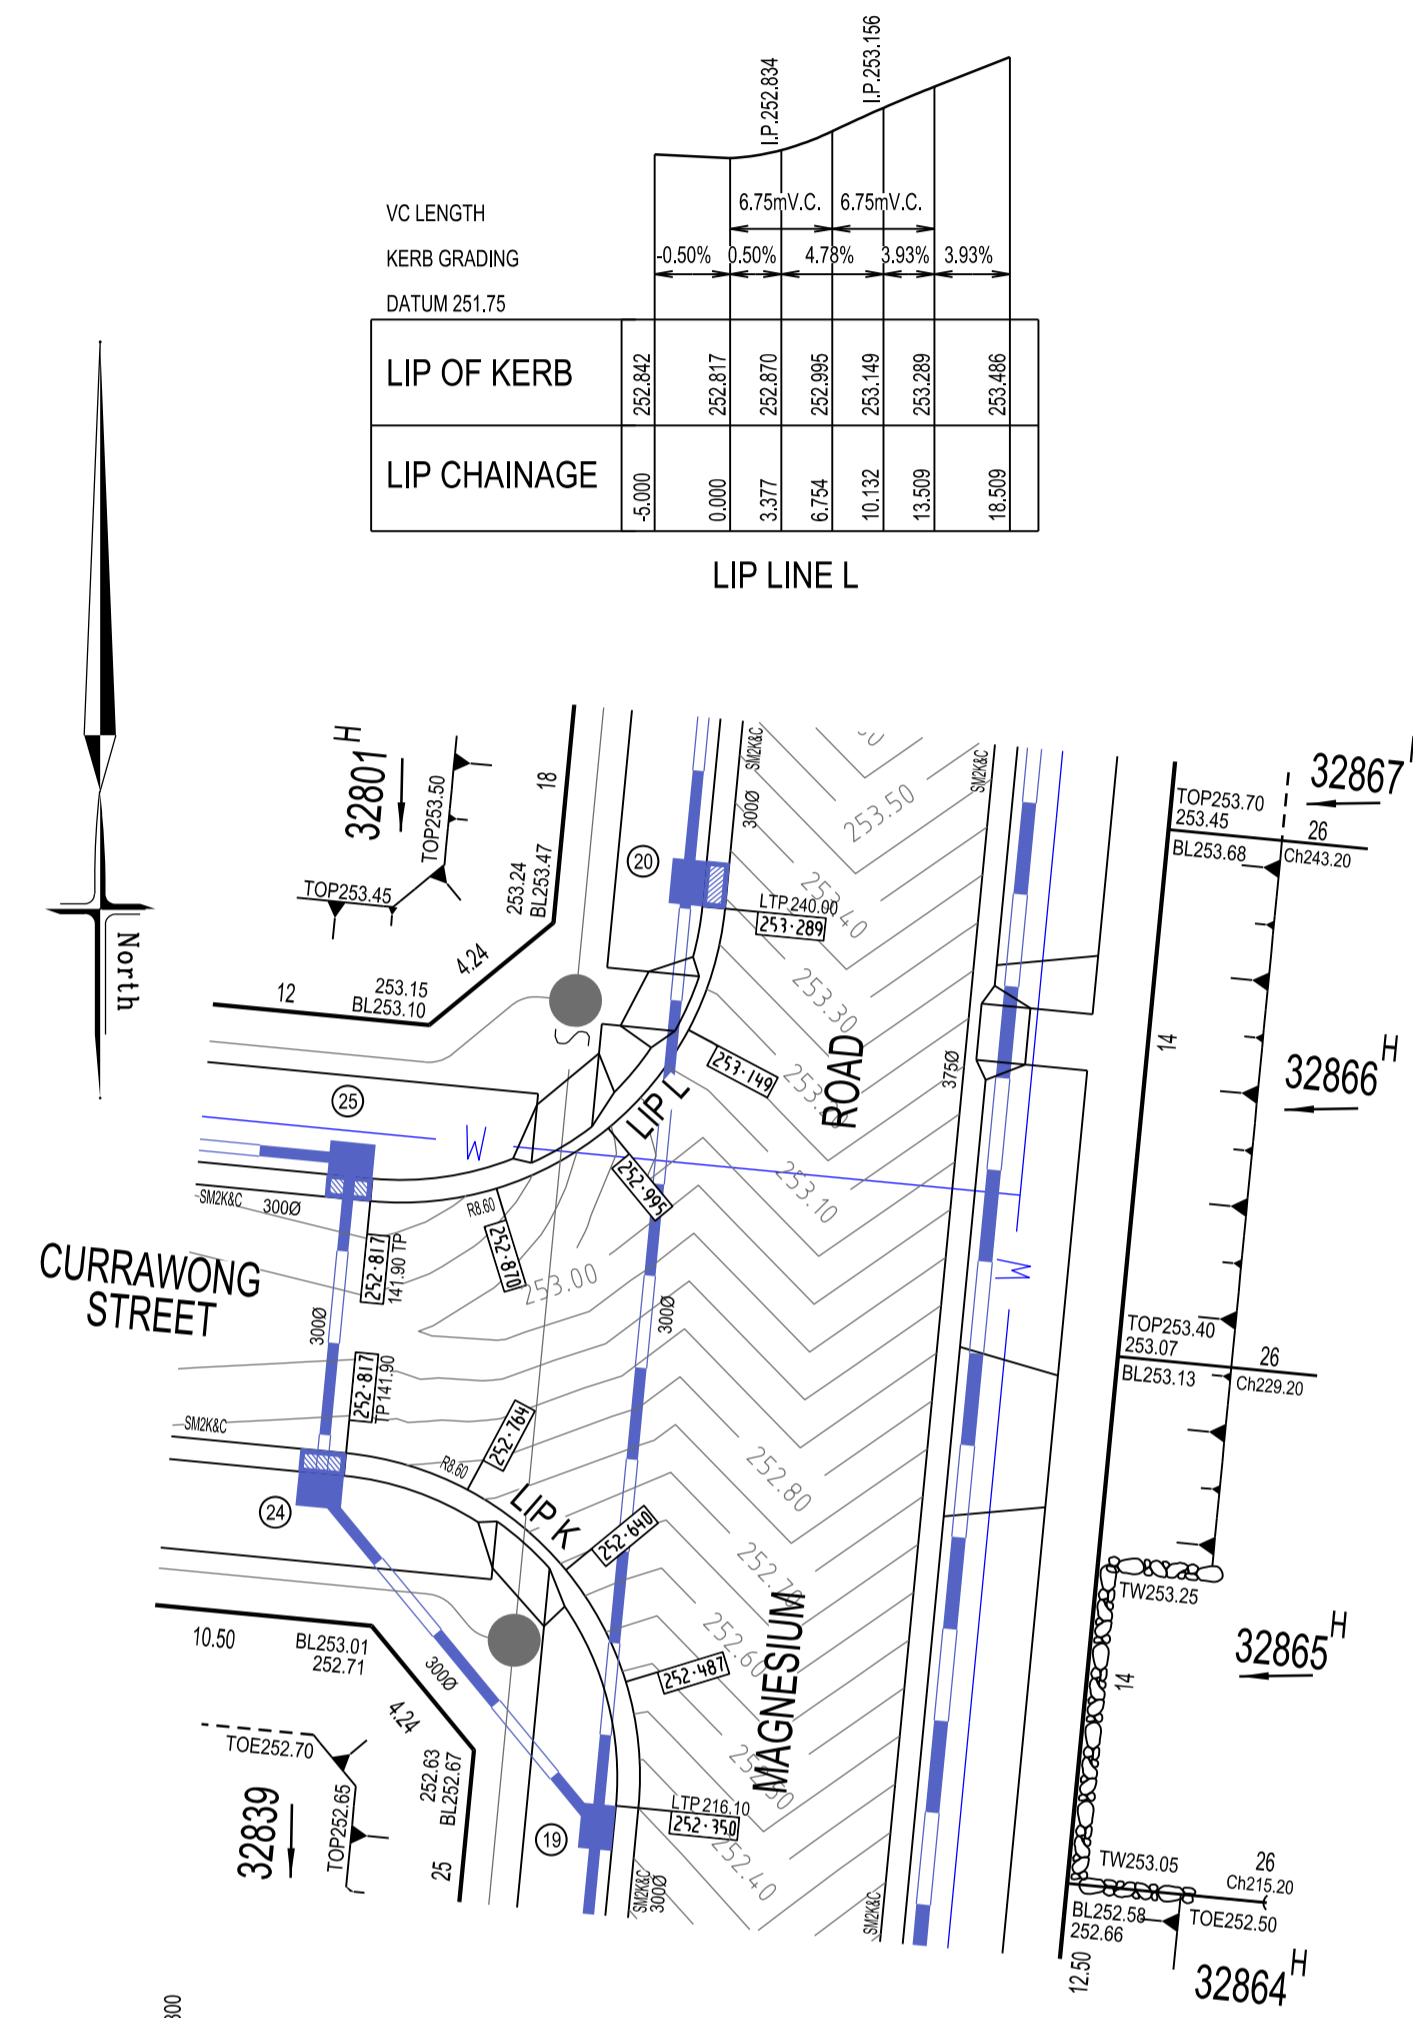 I.P.252.834
I.P.253.156
VC LENGTH
6.75mV.C. 6.75mV.C.
KERB GRADING
-0.50% 0.50% 4.78% 3.93% 3.93%
DATUM 251.75
LIP OF KERB
252.842 252.817 252.870 252.995 253.149 253.289 253.486
LIP CHAINAGE
-5.000 0.000 3.377 6.754 10.132 13.509 18.509
LIP LINE L
North
32801 H
TOP253.50
TOP253.45
18
253.24
BL253.47
4.24
12
253.15
BL253.10
20
SM2K&C
300Ø
253.50
253.40
LTP240.00
253.289
253.30
ROAD
SM2K&C
375Ø
32867
TOP253.70
253.45
26
BL253.68
Ch243.20
14
32866 H
25
S
253.149
LIP L
M
252.995
253.10
R8.60
252.870
253.00
SM2K&C
300Ø
CURRAWONG
STREET
252.817
141.90 TP
300Ø
252.817
TP141.90
300Ø
M
TOP253.40
253.07
26
BL253.13
Ch229.20
SM2K&C
252.764
R8.60
LIP K
252.640
252.80
24
252.70
252.60
MAGNESIUM
252.487
TW253.25
32865 H
14
10.50
BL253.01
252.71
4.24
300Ø
TOE252.70
TOP252.65
32839
252.63
BL252.67
25
19
LTP216.10
252.350
252.40
SM2K&C
300Ø
SM2K&C
TW253.05
26
Ch215.20
BL252.58
252.66
TOE252.50
12.50
32864 H